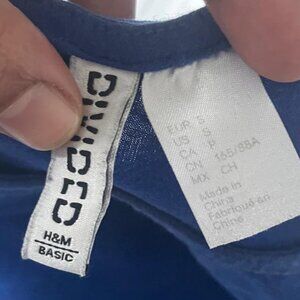 DIVIDED
H&M
BASIC
EUR S
US S
CA P
CN 165/88A
MX CH
Made in
China
Fabriqué en
Chine